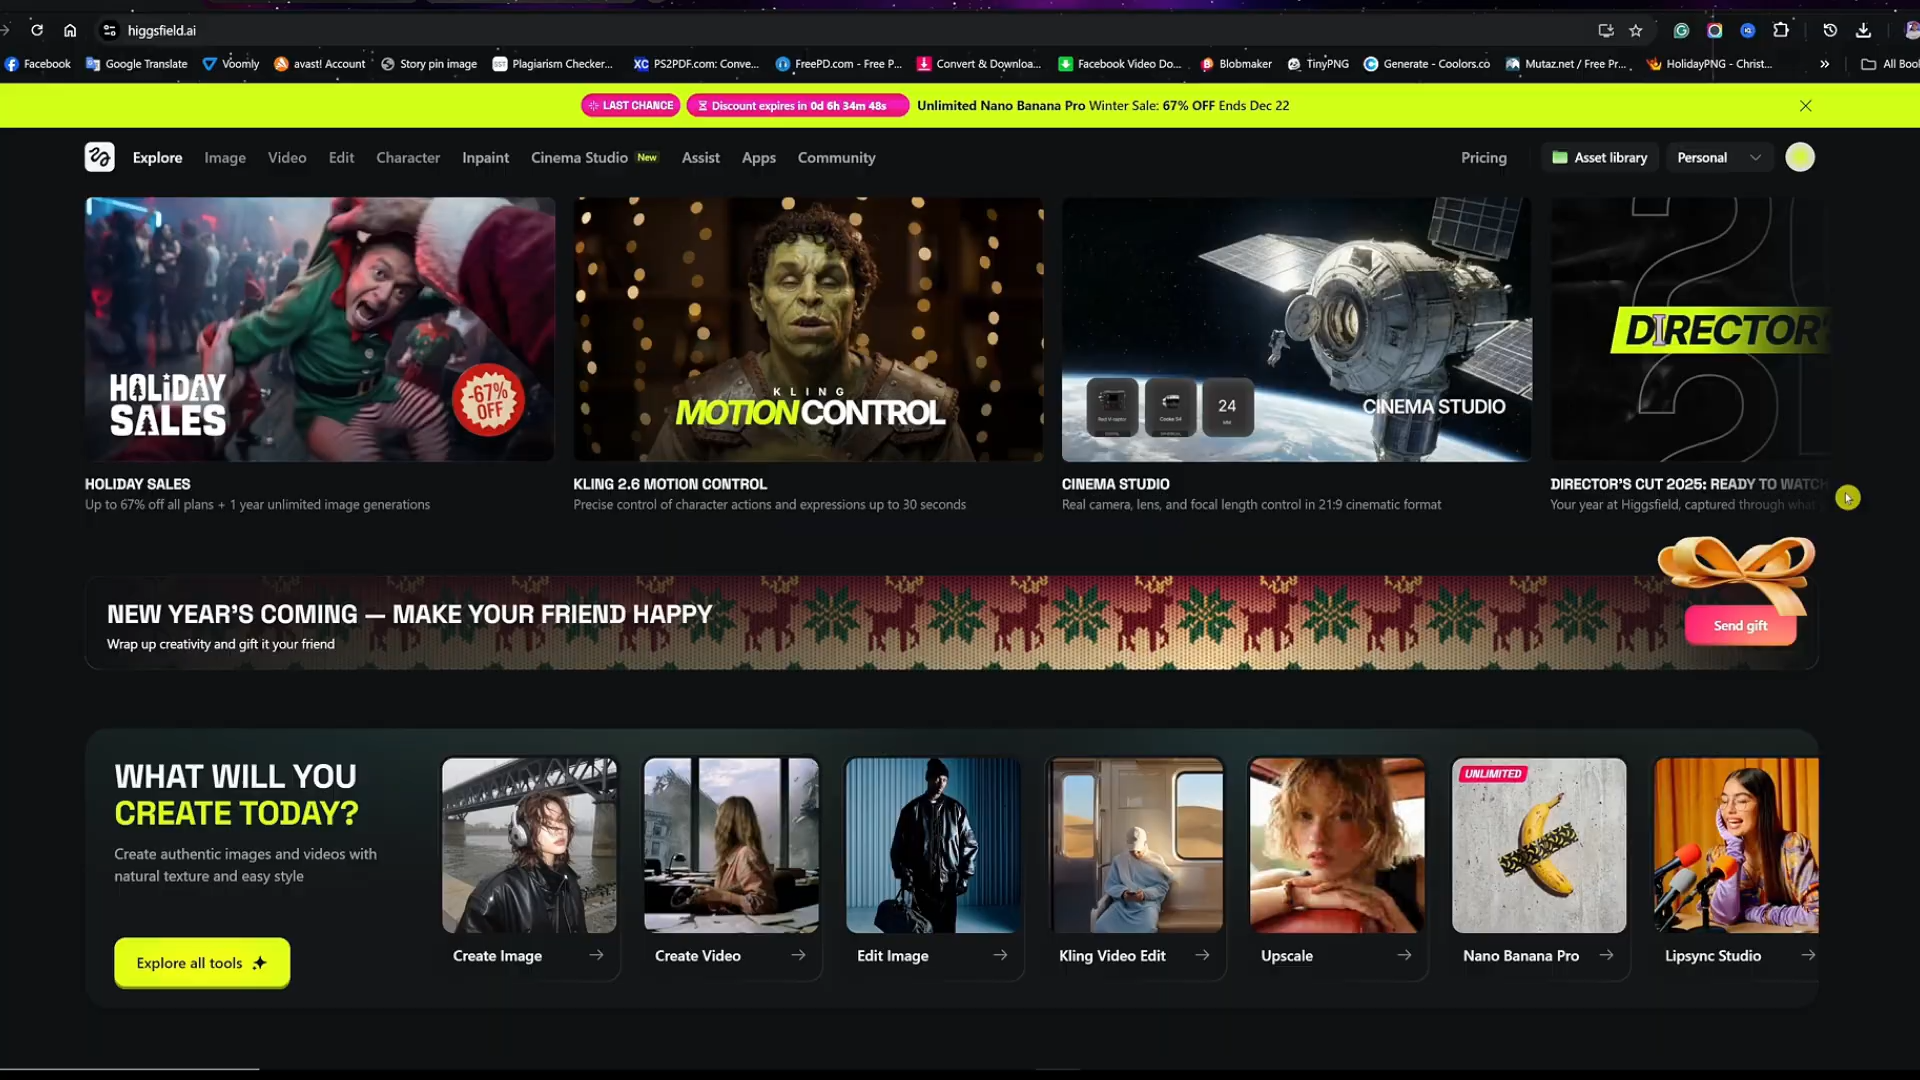 higgsfield.ai
Facebook
Google Translate
Voomly
avast! Account
Story pin image
Plagiarism Checker...
PS2PDF.com: Conve...
FreePD.com - Free P...
Convert & Downloa...
Facebook Video Do...
Blobmaker
TinyPNG
Generate - Coolors.co
Mutaz.net / Free Pr...
HolidayPNG - Christ...
»
All Boo
LAST CHANCE
Discount expires in 0d 6h 34m 48s
Unlimited Nano Banana Pro Winter Sale: 67% OFF Ends Dec 22
Explore
Image
Video
Edit
Character
Inpaint
Cinema Studio New
Assist
Apps
Community
Pricing
Asset library
Personal
HOLIDAY
SALES
-67%
OFF
KLING
MOTION CONTROL
24
MM
CINEMA STUDIO
DIRECTOR'
HOLIDAY SALES
Up to 67% off all plans + 1 year unlimited image generations
KLING 2.6 MOTION CONTROL
Precise control of character actions and expressions up to 30 seconds
CINEMA STUDIO
Real camera, lens, and focal length control in 21:9 cinematic format
DIRECTOR'S CUT 2025: READY TO WATCH
Your year at Higgsfield, captured through what
NEW YEAR'S COMING — MAKE YOUR FRIEND HAPPY
Wrap up creativity and gift it your friend
Send gift
WHAT WILL YOU
CREATE TODAY?
Create authentic images and videos with
natural texture and easy style
Explore all tools
Create Image
Create Video
Edit Image
Kling Video Edit
Upscale
UNLIMITED
Nano Banana Pro
Lipsync Studio